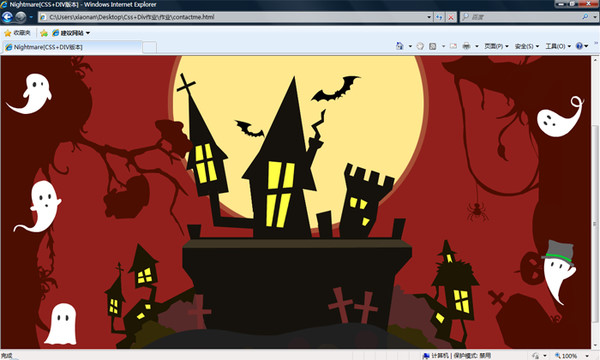 Nightmare[CSS+DIV版本] - Windows Internet Explorer
C:\Users\xiaonan\Desktop\Css+Div作业\作业\contactme.html
百度
收藏夹
建议网站
Nightmare[CSS+DIV版本]
页面(P)
安全(S)
工具(O)
完成
计算机 | 保护模式: 禁用
100%